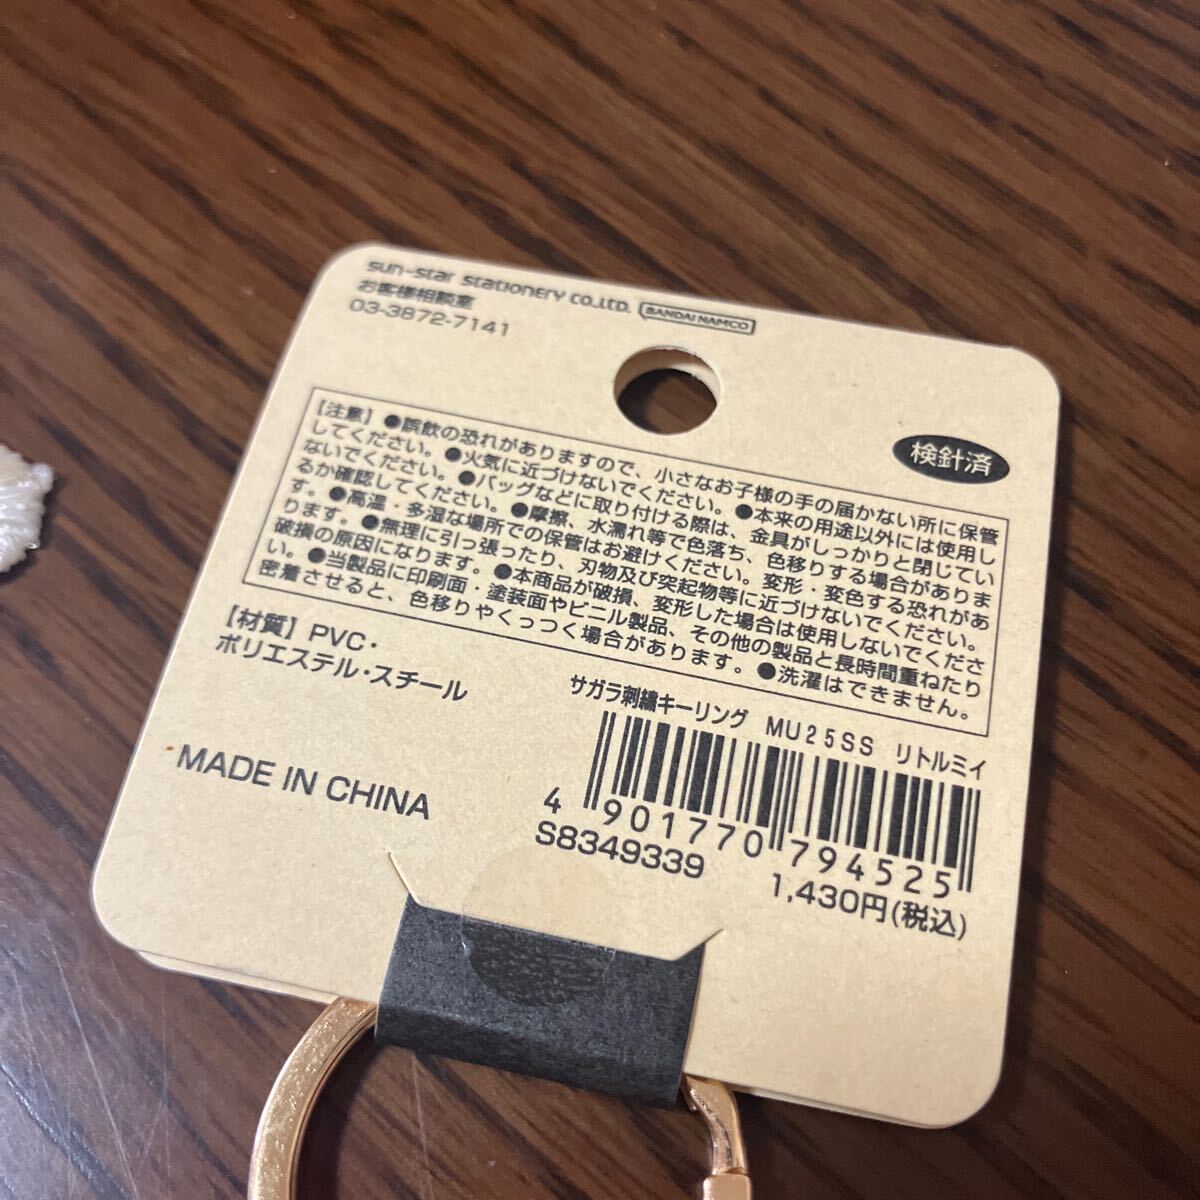 sun-star stationery co.,ltd. BANDAI NAMCO
お客様相談室
03-3872-7141
検針済
【注意】●誤飲の恐れがありますので、小さなお子様の手の届かない所に保管
してください。●火気に近づけないでください。●本来の用途以外には使用し
ないでください。●バッグなどに取り付ける際は、金具がしっかりと閉じてい
るか確認してください。●摩擦、水濡れ等で色落ち、色移りする場合がありま
す。●高温・多湿な場所での保管はお避けください。変形・変色する恐れがあ
ります。●無理に引っ張ったり、刃物及び突起物等に近づけないでください。
破損の原因になります。●本商品が破損、変形した場合は使用しないでくださ
い。●当製品に印刷面・塗装面やビニル製品、その他の製品と長時間重ねたり
密着させると、色移りやくっつく場合があります。●洗濯はできません。
【材質】PVC・
ポリエステル・スチール
サガラ刺繍キーリング MU25SS リトルミイ
MADE IN CHINA
4 901770 794525
S8349339
1,430円(税込)